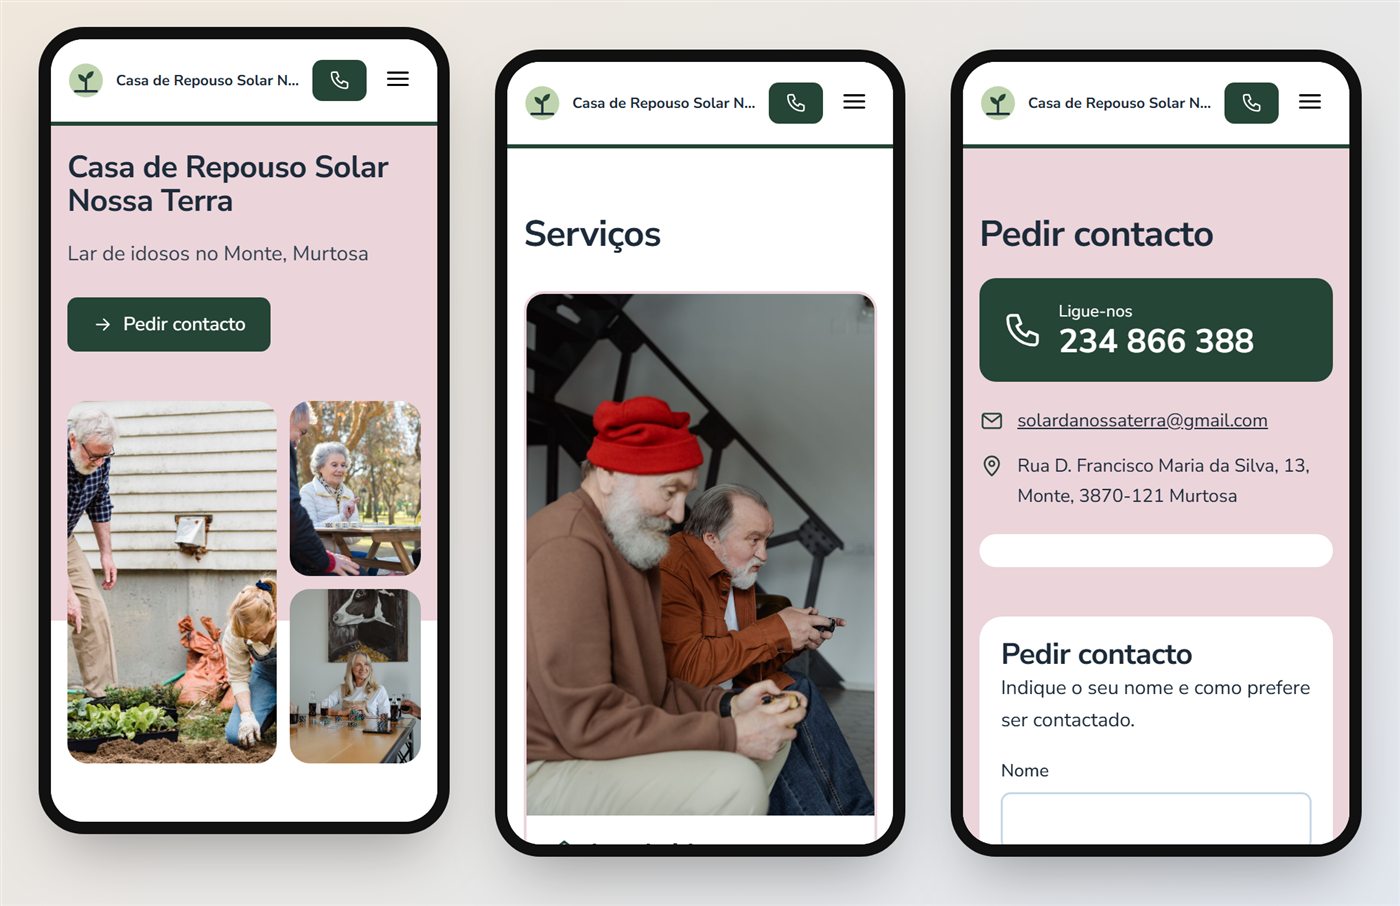 Casa de Repouso Solar N...
Casa de Repouso Solar
Nossa Terra
Lar de idosos no Monte, Murtosa
Pedir contacto
Casa de Repouso Solar N...
Serviços
Casa de Repouso Solar N...
Pedir contacto
Ligue-nos
234 866 388
solardanossaterra@gmail.com
Rua D. Francisco Maria da Silva, 13,
Monte, 3870-121 Murtosa
Pedir contacto
Indique o seu nome e como prefere
ser contactado.
Nome